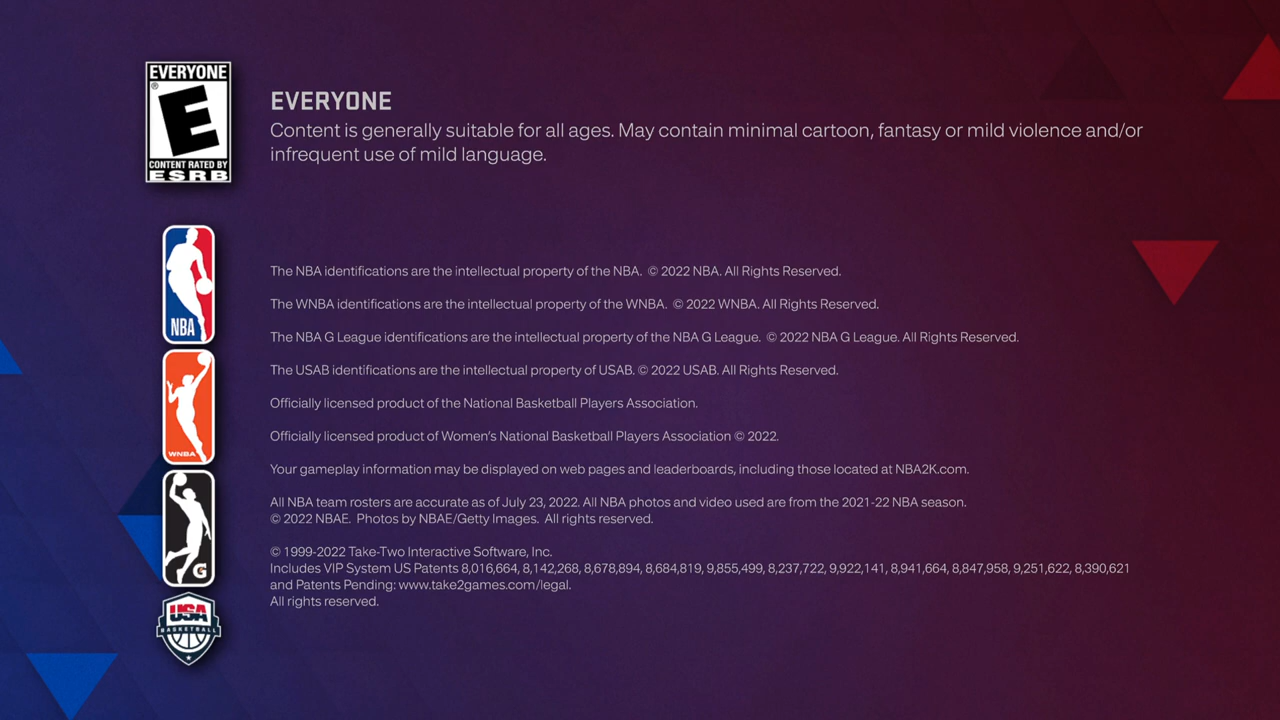 EVERYONE
®
E
CONTENT RATED BY
ESRB
EVERYONE
Content is generally suitable for all ages. May contain minimal cartoon, fantasy or mild violence and/or
infrequent use of mild language.
NBA
The NBA identifications are the intellectual property of the NBA. © 2022 NBA. All Rights Reserved.
The WNBA identifications are the intellectual property of the WNBA. © 2022 WNBA. All Rights Reserved.
The NBA G League identifications are the intellectual property of the NBA G League. © 2022 NBA G League. All Rights Reserved.
The USAB identifications are the intellectual property of USAB. © 2022 USAB. All Rights Reserved.
Officially licensed product of the National Basketball Players Association.
Officially licensed product of Women's National Basketball Players Association © 2022.
WNBA
Your gameplay information may be displayed on web pages and leaderboards, including those located at NBA2K.com.
All NBA team rosters are accurate as of July 23, 2022. All NBA photos and video used are from the 2021-22 NBA season.
© 2022 NBAE. Photos by NBAE/Getty Images. All rights reserved.
G
© 1999-2022 Take-Two Interactive Software, Inc.
Includes VIP System US Patents 8,016,664, 8,142,268, 8,678,894, 8,684,819, 9,855,499, 8,237,722, 9,922,141, 8,941,664, 8,847,958, 9,251,622, 8,390,621
and Patents Pending: www.take2games.com/legal.
All rights reserved.
USA
BASKETBALL